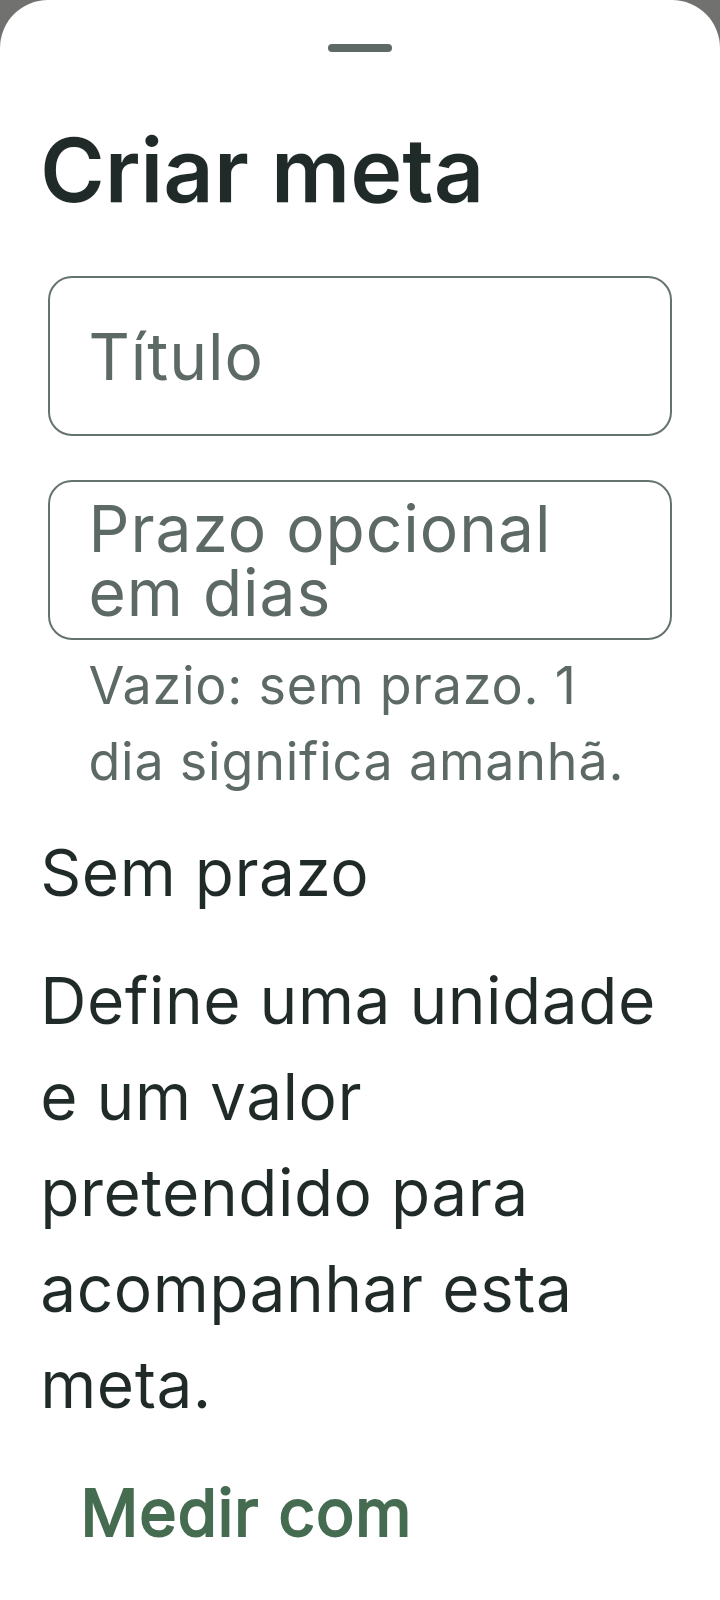 Criar meta
Título
Prazo opcional
em dias
Vazio: sem prazo. 1
dia significa amanhã.
Sem prazo
Define uma unidade
e um valor
pretendido para
acompanhar esta
meta.
Medir com